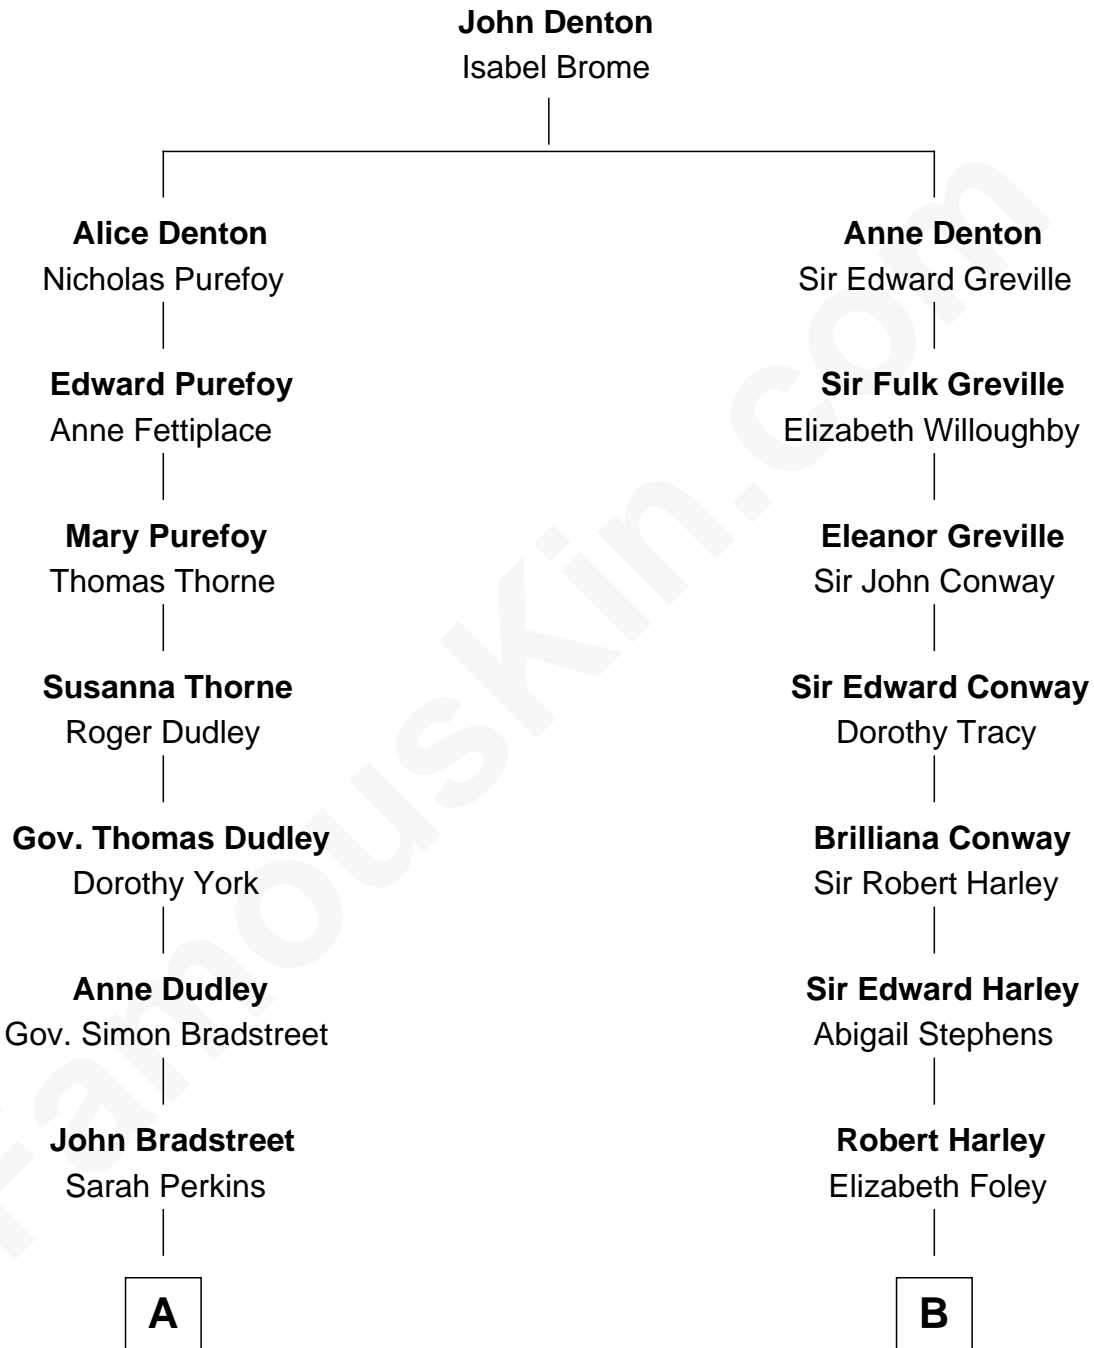 John Denton
Isabel Brome
Alice Denton
Nicholas Purefoy
Anne Denton
Sir Edward Greville
Edward Purefoy
Anne Fettiplace
Sir Fulk Greville
Elizabeth Willoughby
Mary Purefoy
Thomas Thorne
Eleanor Greville
Sir John Conway
Susanna Thorne
Roger Dudley
Sir Edward Conway
Dorothy Tracy
Gov. Thomas Dudley
Dorothy York
Brilliana Conway
Sir Robert Harley
Anne Dudley
Gov. Simon Bradstreet
Sir Edward Harley
Abigail Stephens
John Bradstreet
Sarah Perkins
Robert Harley
Elizabeth Foley
A
B
FamousKin.com